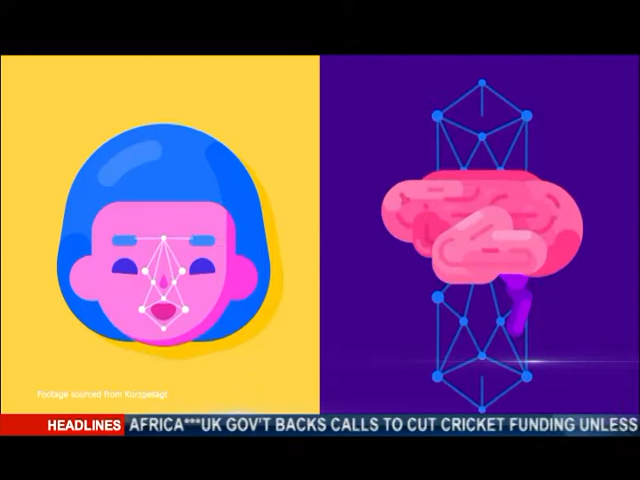 Footage sourced from Kurzgesagt
HEADLINES AFRICA***UK GOV'T BACKS CALLS TO CUT CRICKET FUNDING UNLESS